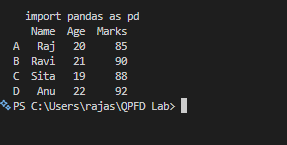 import pandas as pd
Name Age Marks
A Raj 20 85
B Ravi 21 90
C Sita 19 88
D Anu 22 92
PS C:\Users\rajas\QPFD Lab>